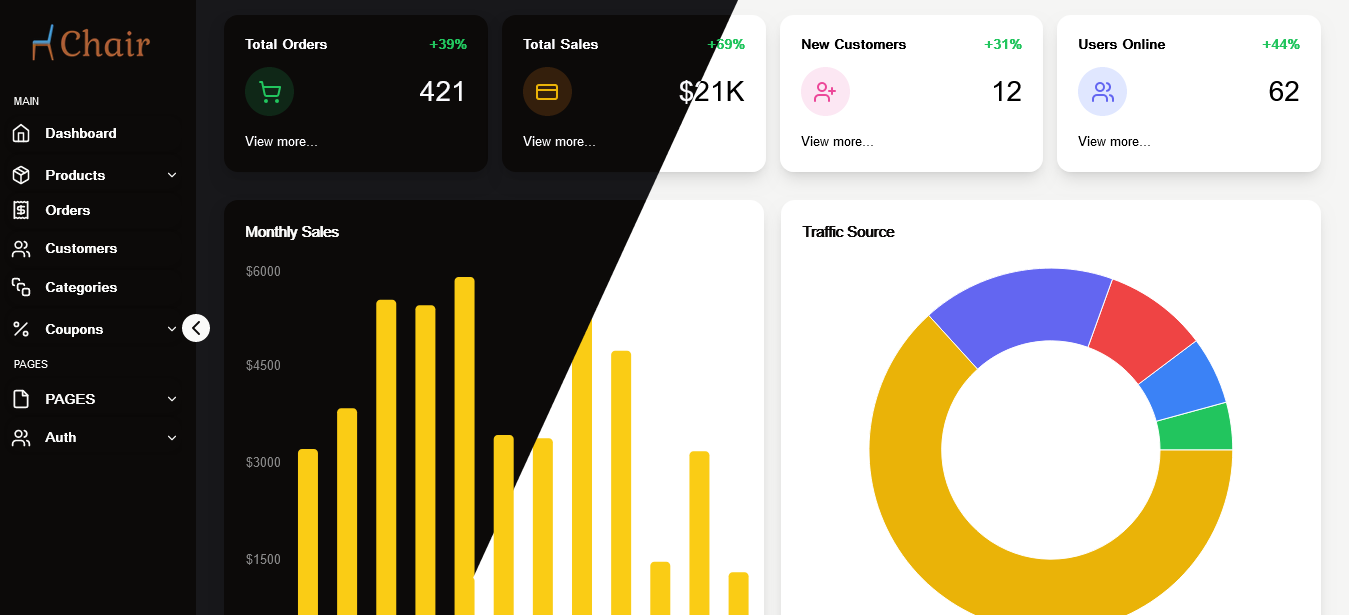 Chair
MAIN
Dashboard
Products
Orders
Customers
Categories
Coupons
PAGES
PAGES
Auth
Total Orders +39%
421
View more...
Total Sales +69%
$21K
View more...
New Customers +31%
12
View more...
Users Online +44%
62
View more...
Monthly Sales
$6000
$4500
$3000
$1500
Traffic Source